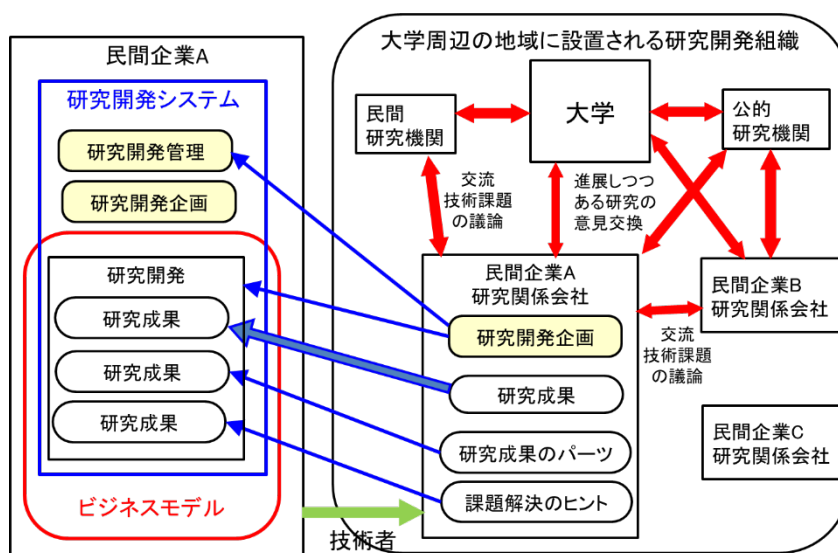 民間企業A
研究開発システム
研究開発管理
研究開発企画
研究開発
研究成果
研究成果
研究成果
ビジネスモデル
技術者
大学周辺の地域に設置される研究開発組織
民間
研究機関
大学
公的
研究機関
交流
技術課題
の議論
進展しつつ
ある研究の
意見交換
民間企業A
研究関係会社
研究開発企画
研究成果
研究成果のパーツ
課題解決のヒント
民間企業B
研究関係会社
交流
技術課題
の議論
民間企業C
研究関係会社